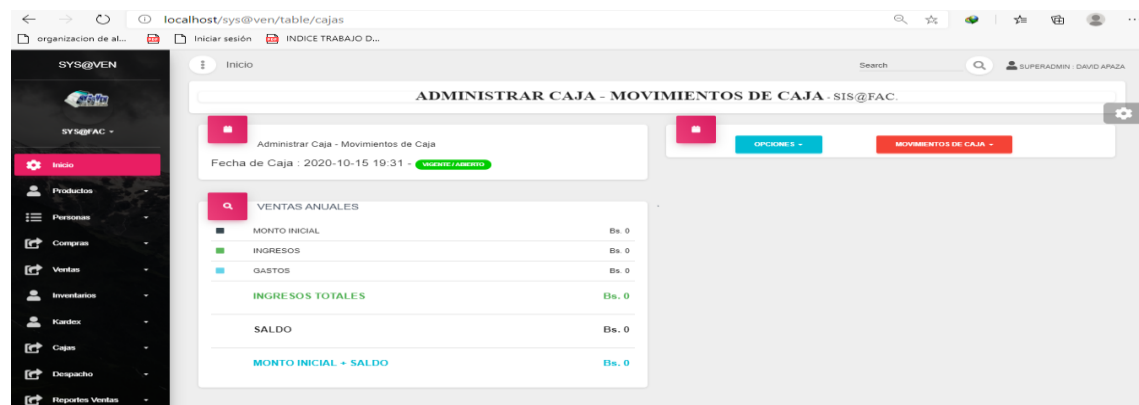 localhost/sys@ven/table/cajas
organizacion de al...
Iniciar sesión
INDICE TRABAJO D...
SYS@VEN
Inicio
Search
SUPERADMIN : DAVID APAZA
ADMINISTRAR CAJA - MOVIMIENTOS DE CAJA - SIS@FAC.
SYS@FAC
Administrar Caja - Movimientos de Caja
Fecha de Caja : 2020-10-15 19:31 - VIGENTE / ABIERTO
OPCIONES
MOVIMIENTOS DE CAJA
Inicio
Productos
Personas
Compras
Ventas
Inventarios
Kardex
Cajas
Despacho
Reportes Ventas
VENTAS ANUALES
MONTO INICIAL Bs. 0
INGRESOS Bs. 0
GASTOS Bs. 0
INGRESOS TOTALES Bs. 0
SALDO Bs. 0
MONTO INICIAL + SALDO Bs. 0